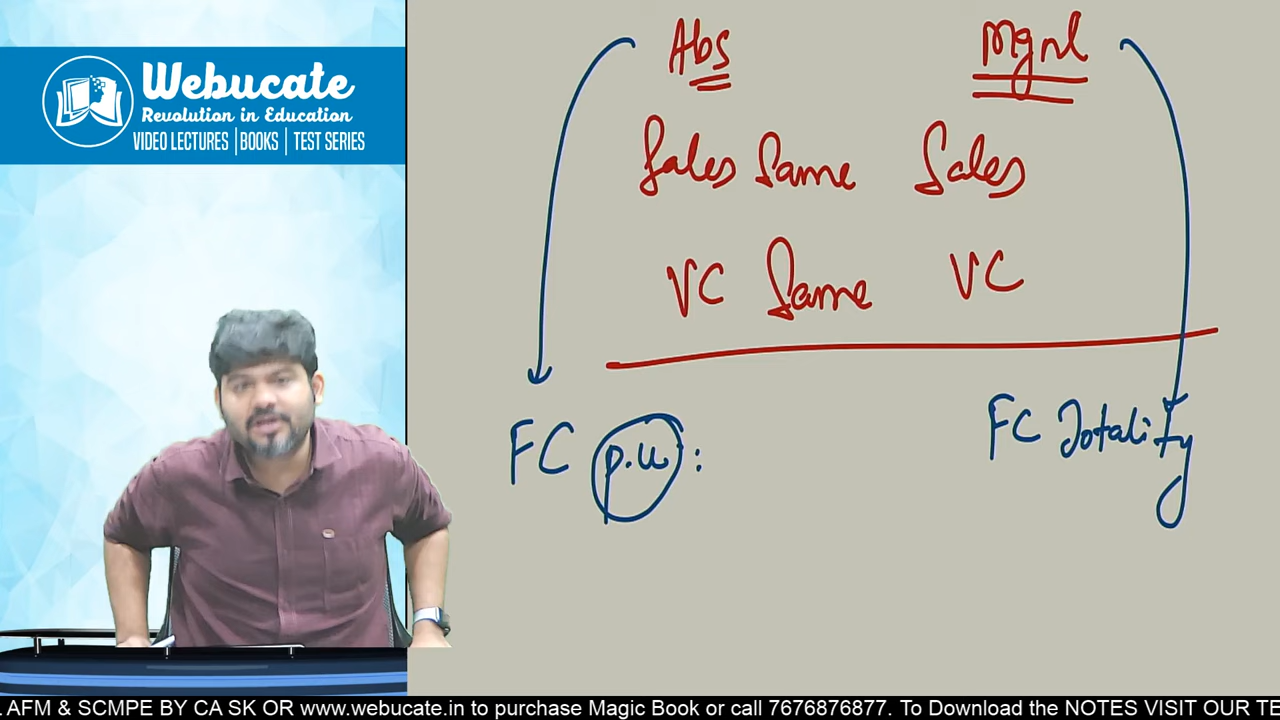 Webucate
Revolution in Education
VIDEO LECTURES | BOOKS | TEST SERIES
Abs Mgnl
Sales Same Sales
VC Same VC
FC p.u : FC Totality
AFM & SCMPE BY CA SK OR www.webucate.in to purchase Magic Book or call 7676876877. To Download the NOTES VISIT OUR TE